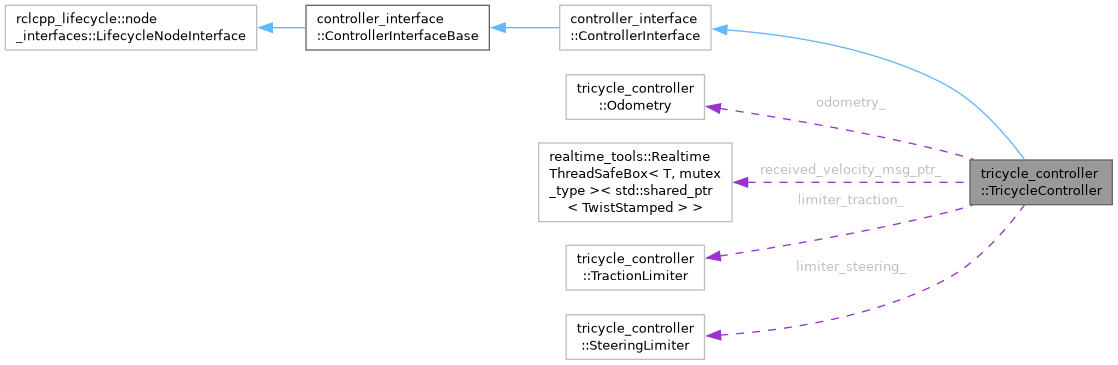 rclcpp_lifecycle::node
_interfaces::LifecycleNodeInterface
controller_interface
::ControllerInterfaceBase
controller_interface
::ControllerInterface
tricycle_controller
::Odometry
odometry_
realtime_tools::Realtime
ThreadSafeBox< T, mutex
_type >< std::shared_ptr
< TwistStamped > >
received_velocity_msg_ptr_
tricycle_controller
::TricycleController
limiter_traction_
tricycle_controller
::TractionLimiter
limiter_steering_
tricycle_controller
::SteeringLimiter